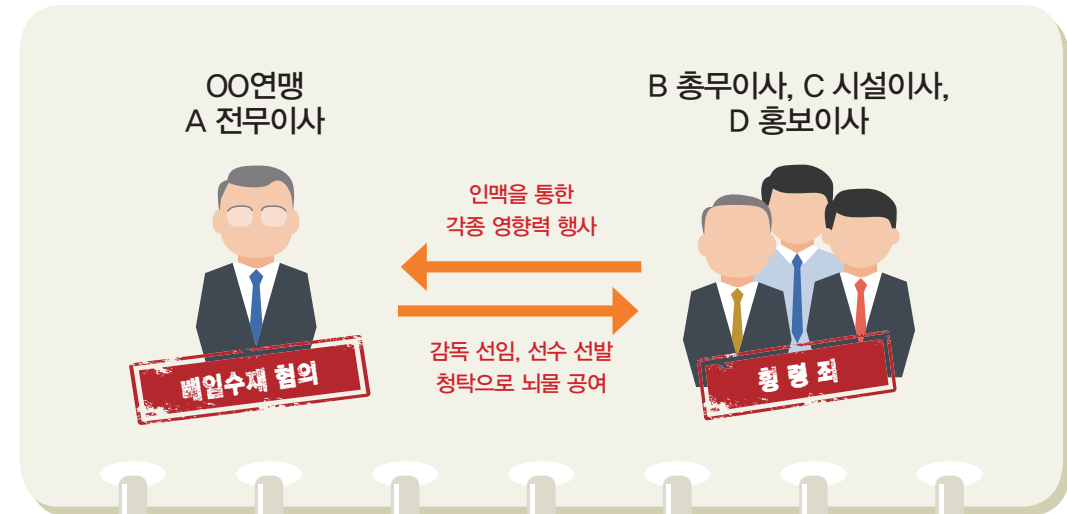 OO연맹
A 전무이사
B 총무이사, C 시설이사,
D 홍보이사
인맥을 통한
각종 영향력 행사
감독 선임, 선수 선발
청탁으로 뇌물 공여
배임수재 혐의
횡령죄